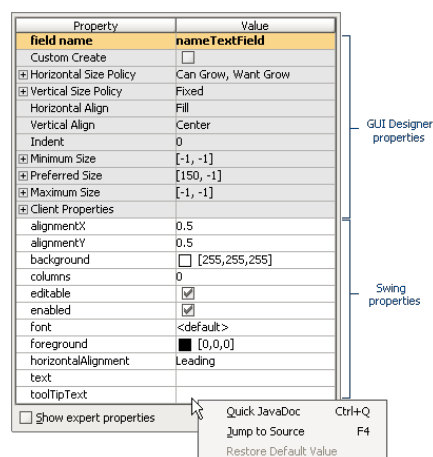 Property Value
field name nameTextField
Custom Create
Horizontal Size Policy Can Grow, Want Grow
Vertical Size Policy Fixed
Horizontal Align Fill
Vertical Align Center
Indent 0
Minimum Size [-1, -1]
Preferred Size [150, -1]
Maximum Size [-1, -1]
Client Properties
GUI Designer
properties
alignmentX 0.5
alignmentY 0.5
background [255,255,255]
columns 0
editable
enabled
font <default>
foreground [0,0,0]
horizontalAlignment Leading
text
toolTipText
Swing
properties
Show expert properties
Quick JavaDoc Ctrl+Q
Jump to Source F4
Restore Default Value